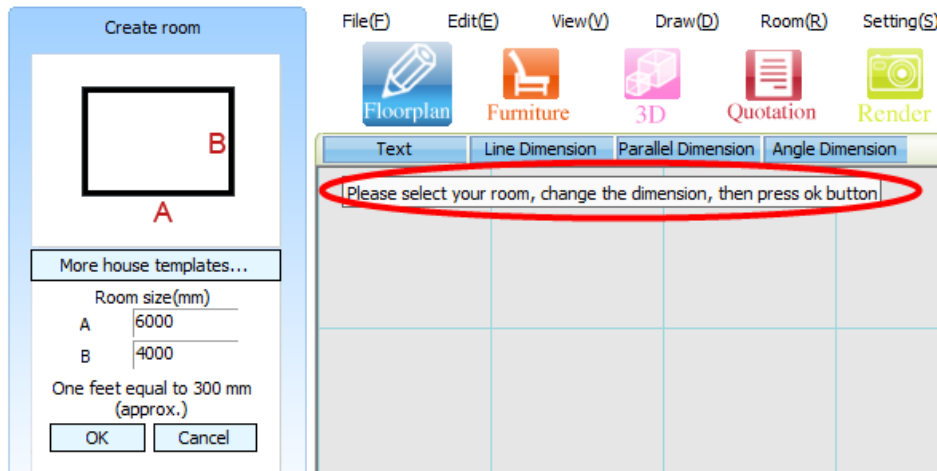 Create room
B
A
More house templates...
Room size(mm)
A 6000
B 4000
One feet equal to 300 mm
(approx.)
OK Cancel
File(F) Edit(E) View(V) Draw(D) Room(R) Setting(S)
Floorplan Furniture 3D Quotation Render
Text Line Dimension Parallel Dimension Angle Dimension
Please select your room, change the dimension, then press ok button